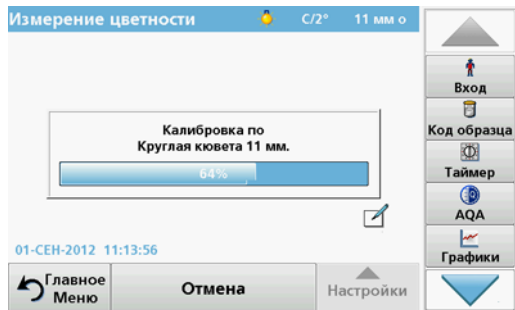 Измерение цветности C/2° 11 мм o
Вход
Код образца
Таймер
AQA
Графики
Калибровка по
Круглая кювета 11 мм.
64%
01-СЕН-2012 11:13:56
Главное
Меню
Отмена
Настройки